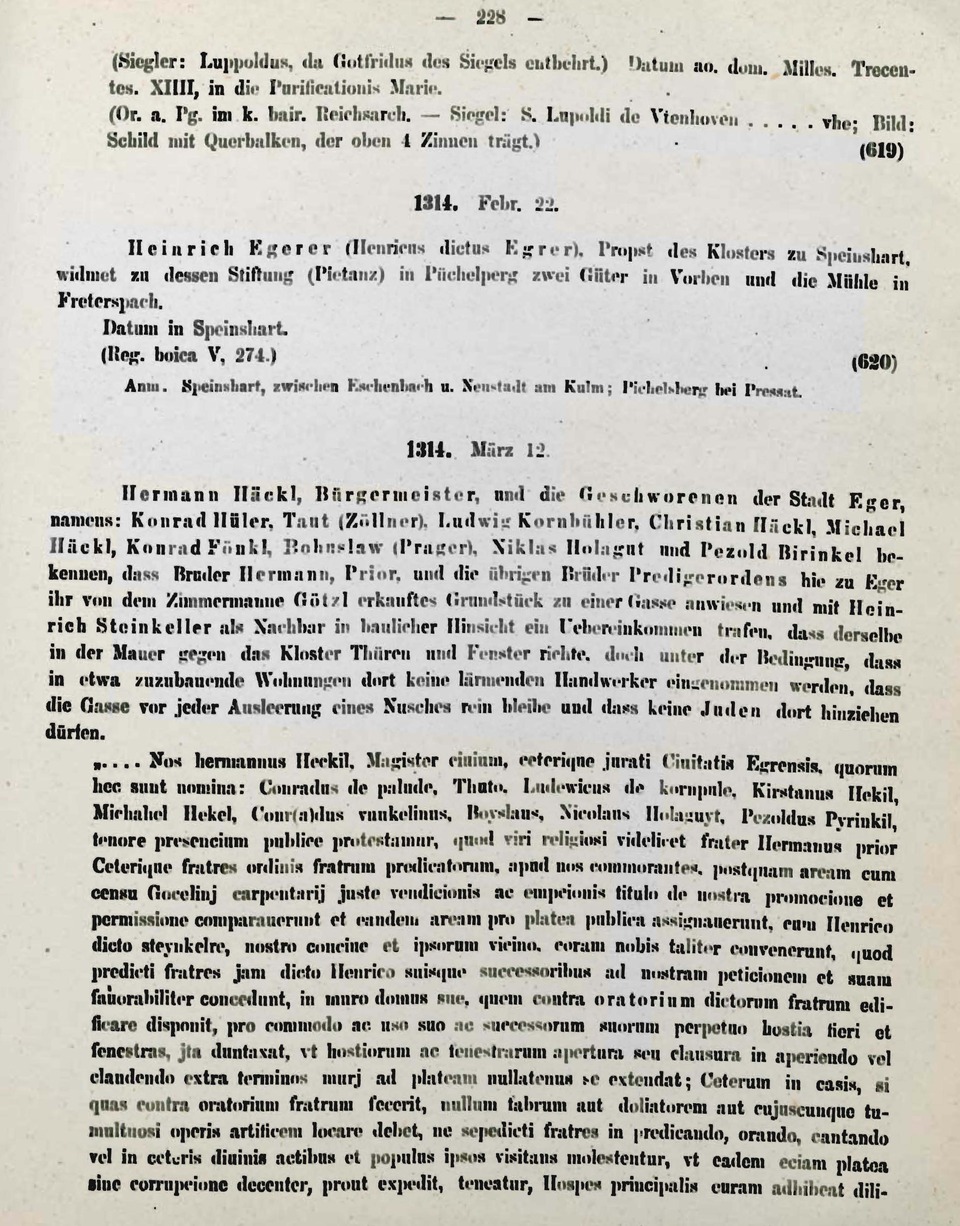 — 228 —
(Siegler: Luppoldus, da Gotfridus des Siegels entbehrt.) Datum ao. dom. Milles. Trecen-
tes. XIIII, in die Purificationis Marie.
(Or. a. Pg. im k. bair. Reichsarch. — Siegel: S. Lupoldi de Vtenhoven . . . . . vhe; Bild:
Schild mit Querbalken, der oben 4 Zinnen trägt.) (619)
1314. Febr. 22.
Heinrich Egerer (Henricus dictus Egrer), Propst des Klosters zu Speinshart,
widmet zu dessen Stiftung (Pietanz) in Püchelperg zwei Güter in Vorben und die Mühle in
Freterspach.
Datum in Speinshart.
(Reg. boica V, 274.) (620)
Anm. Speinshart, zwischen Eschenbach u. Neustadt am Kulm; Pichelsberg bei Pressat.
1314. März 12.
Hermann Häckl, Bürgermeister, und die Geschworenen der Stadt Eger,
namens: Konrad Hüler, Taut (Zöllner), Ludwig Kornbühler, Christian Häckl, Michael
Häckl, Konrad Fönkl, Bohuslaw (Prager), Niklas Holagut und Pezold Birinkel be-
kennen, dass Bruder Hermann, Prior, und die übrigen Brüder Predigerordens hie zu Eger
ihr von dem Zimmermanne Götzl erkauftes Grundstück zu einer Gasse anwiesen und mit Hein-
rich Steinkeller als Nachbar in baulicher Hinsicht ein Uebereinkommen trafen, dass derselbe
in der Mauer gegen das Kloster Thüren und Fenster richte, doch unter der Bedingung, dass
in etwa zuzubauende Wohnungen dort keine lärmenden Handwerker eingenommen werden, dass
die Gasse vor jeder Ausleerung eines Nusches rein bleibe und dass keine Juden dort hinziehen
dürfen.
„.... Nos hermannus Heckil, Magister ciuium, ceterique jurati Ciuitatis Egrensis, quorum
hec sunt nomina: Conradus de palude, Thuto, Ludewicus de kornpule, Kirstanus Hekil,
Michahel Hekel, Conr(a)dus vunkelinus, Boyslaus, Nicolaus Holaguyt, Pezoldus Pyrinkil,
tenore presencium publice protestamur, quod viri religiosi videlicet frater Hermanus prior
Ceterique fratres ordinis fratrum predicatorum, apud nos commorantes, postquam aream cum
censu Gocelinj carpentarij juste vendicionis ac empcionis titulo de nostra promocione et
permissione comparauerunt et eandem aream pro platea publica assignauerunt, cum Henrico
dicto steynkelre, nostro concine et ipsorum vicino, coram nobis taliter convenerunt, quod
predicti fratres jam dicto Henrico suisque successoribus ad nostram peticionem et suam
fauorabiliter concedunt, in muro domus sue, quem contra oratorium dictorum fratrum edi-
ficare disponit, pro commodo ac uso suo ac successorum suorum perpetuo hostia fieri et
fenestras, jta duntaxat, vt hostiorum ac fenestrarum apertura seu clausura in aperiendo vel
claudendo extra terminos murj ad plateam nullatenus se extendat; Ceterum in casis, si
quas contra oratorium fratrum fecerit, nullum fabrum aut doliatorem aut cujuscunque tu-
multuosi operis artificem locare debet, ne sepedicti fratres in predicando, orando, cantando
vel in ceteris diuinis actibus et populus ipsos visitans molestentur, vt eadem eciam platea
sine corrupcione decenter, prout expedit, teneatur, Hospes principalis curam adhibeat dili-